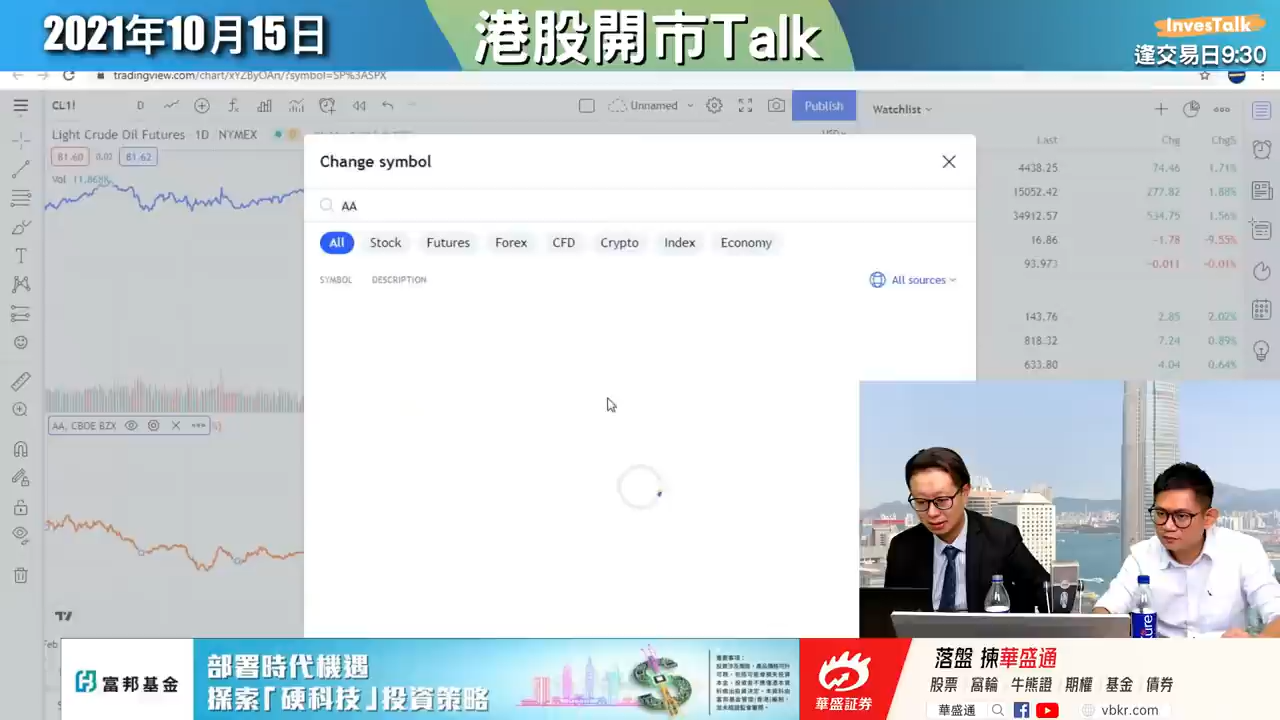 2021年10月15日
港股開市Talk
InvesTalk
逢交易日9:30
tradingview.com/chart/xYZByOAn/?symbol=SP%3ASPX
CL1!
D
Unnamed
Publish
Watchlist
Light Crude Oil Futures · 1D · NYMEX
81.60
0.02
81.62
Vol
Last
Chg
Chg%
4438.25
74.46
1.71%
15052.42
277.82
1.88%
34912.57
534.75
1.56%
16.86
-1.78
-9.55%
93.973
-0.011
-0.01%
143.76
2.85
2.02%
818.32
7.24
0.89%
633.80
4.04
0.64%
Change symbol
AA
All
Stock
Futures
Forex
CFD
Crypto
Index
Economy
SYMBOL
DESCRIPTION
All sources
AA, CBOE BZX
Feb
富邦基金
部署時代機遇
探索「硬科技」投資策略
重要事項：
華盛証券
落盤 揀華盛通
股票 窩輪 牛熊證 期權 基金 債券
華盛通
vbkr.com